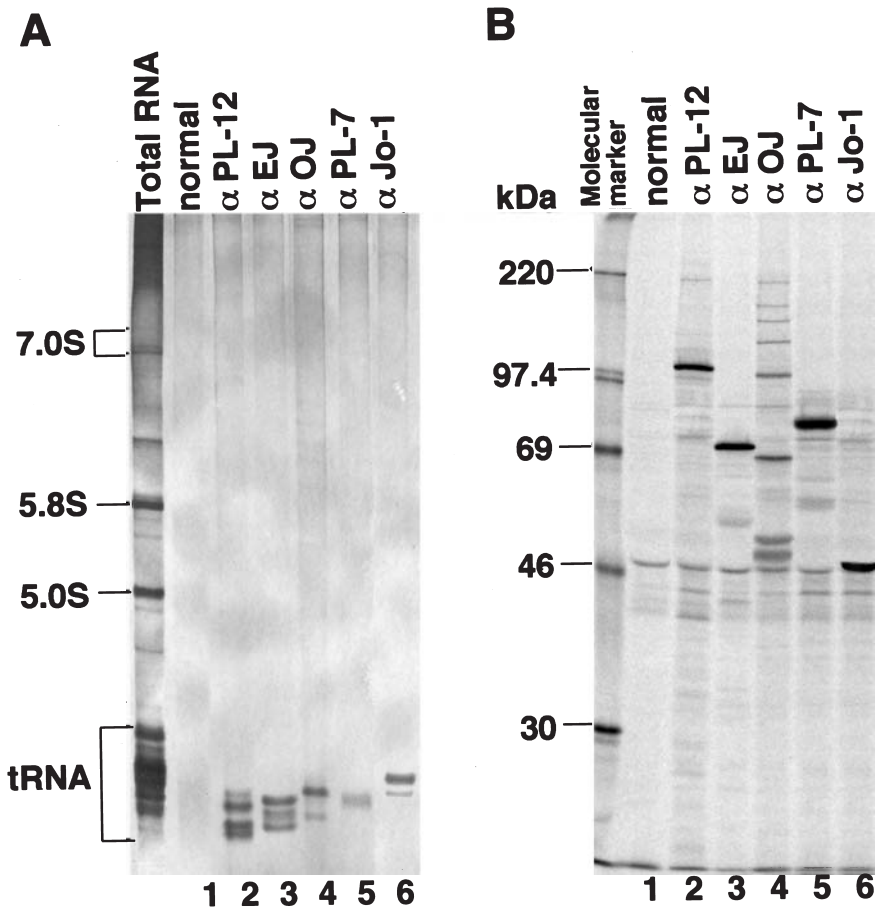 A
Total RNA
normal
α PL-12
α EJ
α OJ
α PL-7
α Jo-1
7.0S
5.8S
5.0S
tRNA
1 2 3 4 5 6
B
kDa
Molecular
marker
normal
α PL-12
α EJ
α OJ
α PL-7
α Jo-1
220
97.4
69
46
30
1 2 3 4 5 6